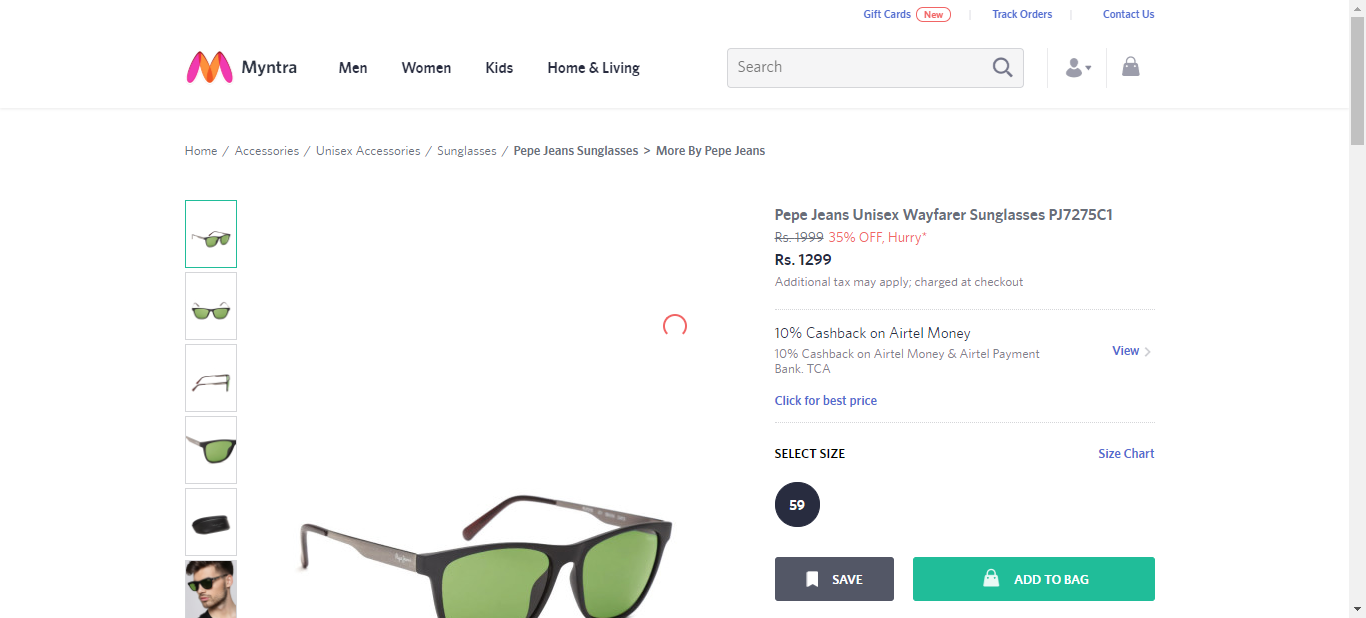 Gift Cards New | Track Orders | Contact Us
Myntra Men Women Kids Home & Living Search
Home / Accessories / Unisex Accessories / Sunglasses / Pepe Jeans Sunglasses > More By Pepe Jeans
Pepe Jeans Unisex Wayfarer Sunglasses PJ7275C1
Rs. 1999 35% OFF, Hurry*
Rs. 1299
Additional tax may apply; charged at checkout
10% Cashback on Airtel Money
10% Cashback on Airtel Money & Airtel Payment
Bank. TCA
View
Click for best price
SELECT SIZE Size Chart
59
SAVE ADD TO BAG